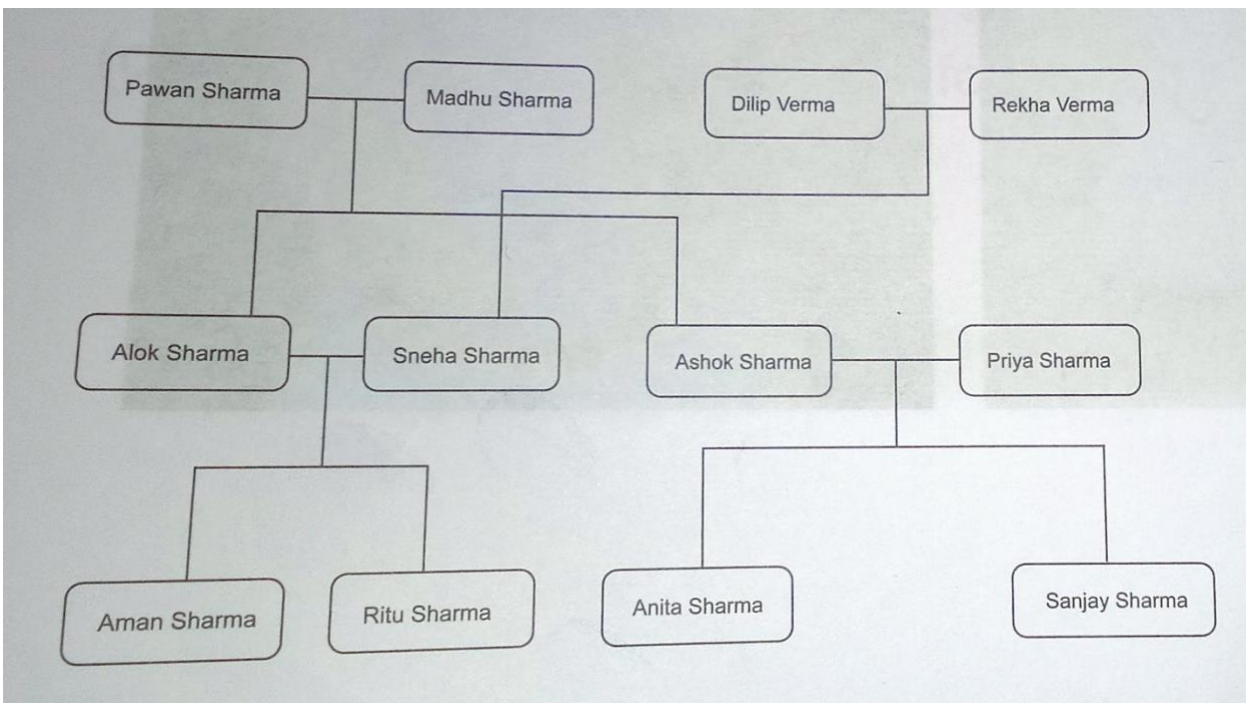 Pawan Sharma
Madhu Sharma
Dilip Verma
Rekha Verma
Alok Sharma
Sneha Sharma
Ashok Sharma
Priya Sharma
Aman Sharma
Ritu Sharma
Anita Sharma
Sanjay Sharma